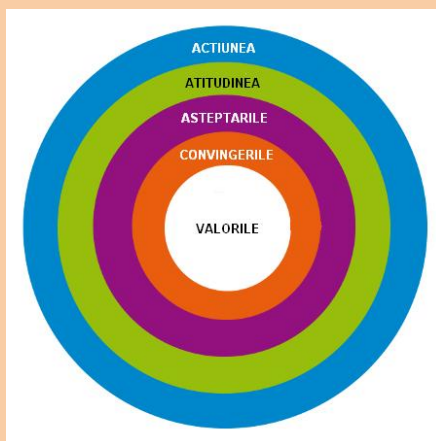 ACTIUNEA
ATITUDINEA
ASTEPTARILE
CONVINGERILE
VALORILE